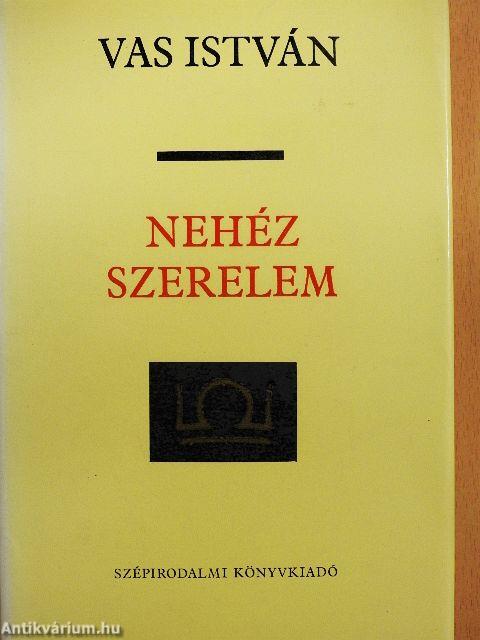 VAS ISTVÁN
NEHÉZ
SZERELEM
SZÉPIRODALMI KÖNYVKIADÓ
Antikvárium.hu